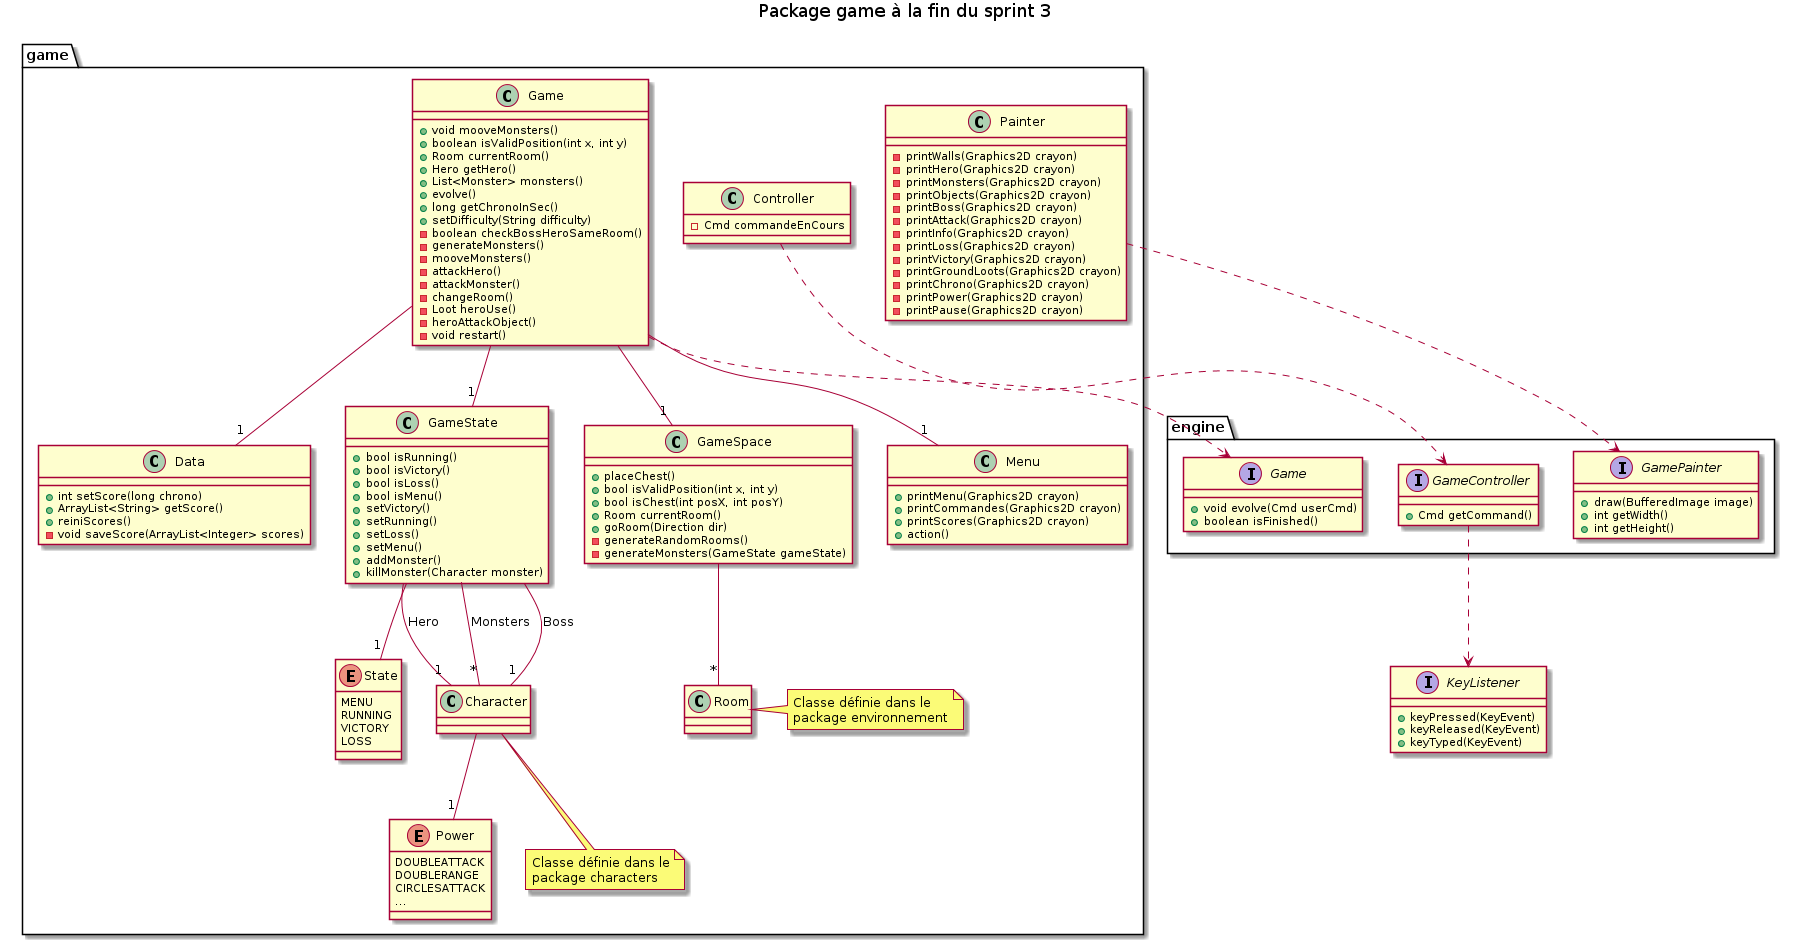 Package game à la fin du sprint 3
game
C Game
void mooveMonsters()
boolean isValidPosition(int x, int y)
Room currentRoom()
Hero getHero()
List<Monster> monsters()
evolve()
long getChronoInSec()
setDifficulty(String difficulty)
boolean checkBossHeroSameRoom()
generateMonsters()
mooveMonsters()
attackHero()
attackMonster()
changeRoom()
Loot heroUse()
heroAttackObject()
void restart()
C Controller
Cmd commandeEnCours
C Painter
printWalls(Graphics2D crayon)
printHero(Graphics2D crayon)
printMonsters(Graphics2D crayon)
printObjects(Graphics2D crayon)
printBoss(Graphics2D crayon)
printAttack(Graphics2D crayon)
printInfo(Graphics2D crayon)
printLoss(Graphics2D crayon)
printVictory(Graphics2D crayon)
printGroundLoots(Graphics2D crayon)
printChrono(Graphics2D crayon)
printPower(Graphics2D crayon)
printPause(Graphics2D crayon)
1
1
1
1
C Data
int setScore(long chrono)
ArrayList<String> getScore()
reiniScores()
void saveScore(ArrayList<Integer> scores)
C GameState
bool isRunning()
bool isVictory()
bool isLoss()
bool isMenu()
setVictory()
setRunning()
setLoss()
setMenu()
addMonster()
killMonster(Character monster)
C GameSpace
placeChest()
bool isValidPosition(int x, int y)
bool isChest(int posX, int posY)
Room currentRoom()
goRoom(Direction dir)
generateRandomRooms()
generateMonsters(GameState gameState)
C Menu
printMenu(Graphics2D crayon)
printCommandes(Graphics2D crayon)
printScores(Graphics2D crayon)
action()
engine
I Game
void evolve(Cmd userCmd)
boolean isFinished()
I GameController
Cmd getCommand()
I GamePainter
draw(BufferedImage image)
int getWidth()
int getHeight()
Hero
Monsters
Boss
1
1
*
1
*
E State
MENU
RUNNING
VICTORY
LOSS
C Character
C Room
Classe définie dans le
package environnement
I KeyListener
keyPressed(KeyEvent)
keyReleased(KeyEvent)
keyTyped(KeyEvent)
1
E Power
DOUBLEATTACK
DOUBLERANGE
CIRCLESATTACK
...
Classe définie dans le
package characters